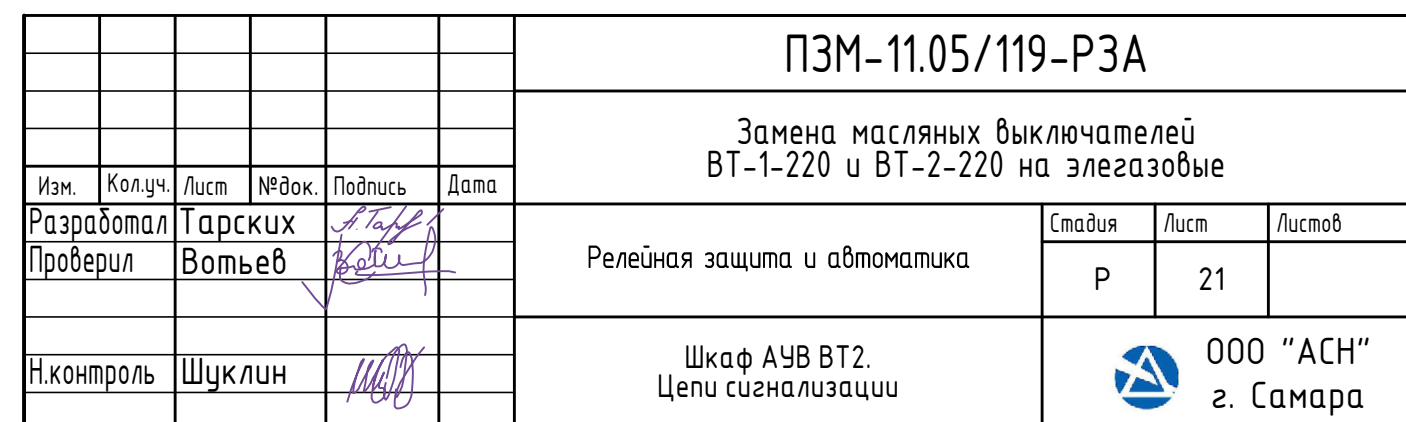 ПЗМ-11.05/119-РЗА
Замена масляных выключателей
ВТ-1-220 и ВТ-2-220 на элегазовые
Изм. Кол.уч. Лист №док. Подпись Дата
Разработал Тарских
Проверил Вотьев
Релейная защита и автоматика
Стадия Лист Листов
Р 21
Н.контроль Шуклин
Шкаф АУВ ВТ2.
Цепи сигнализации
ООО "АСН"
г. Самара